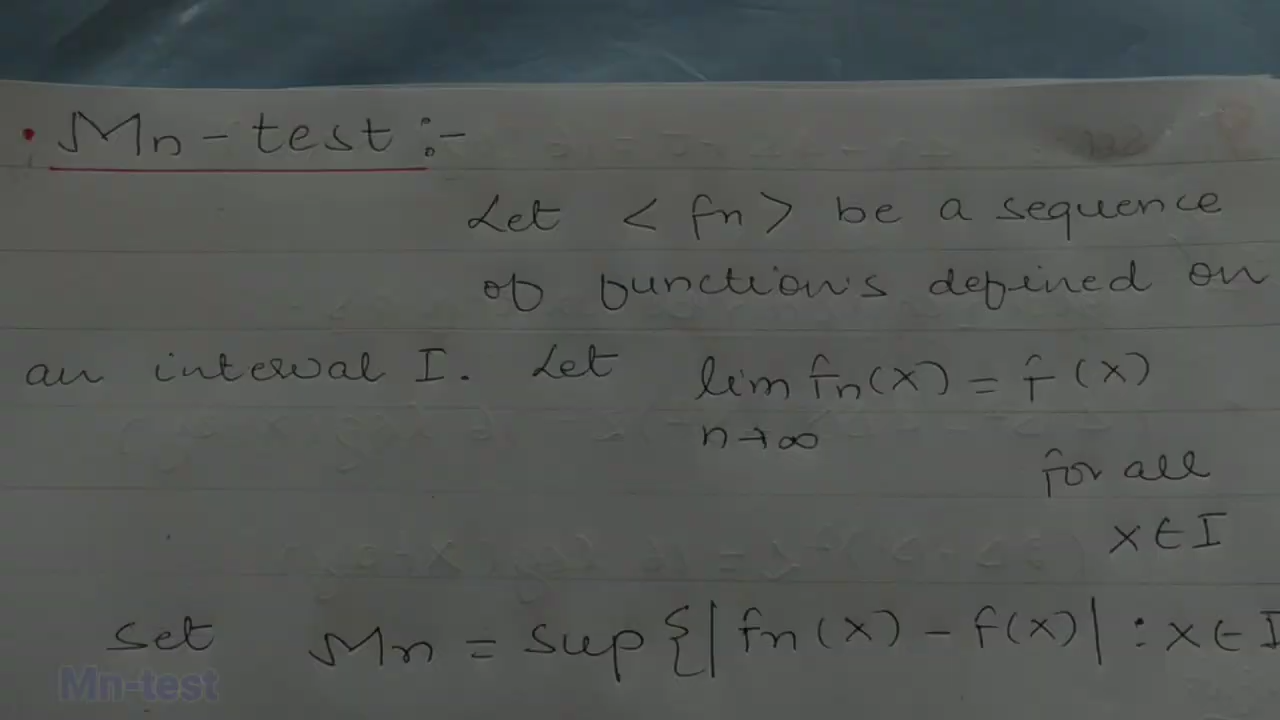 • Mn-test :-
Let <fn> be a sequence
of functions defined on
an interval I. Let lim fn(x) = f(x)
n→∞
for all
x∈I
Set Mn = sup{|fn(x) - f(x)| : x∈I
Mn-test